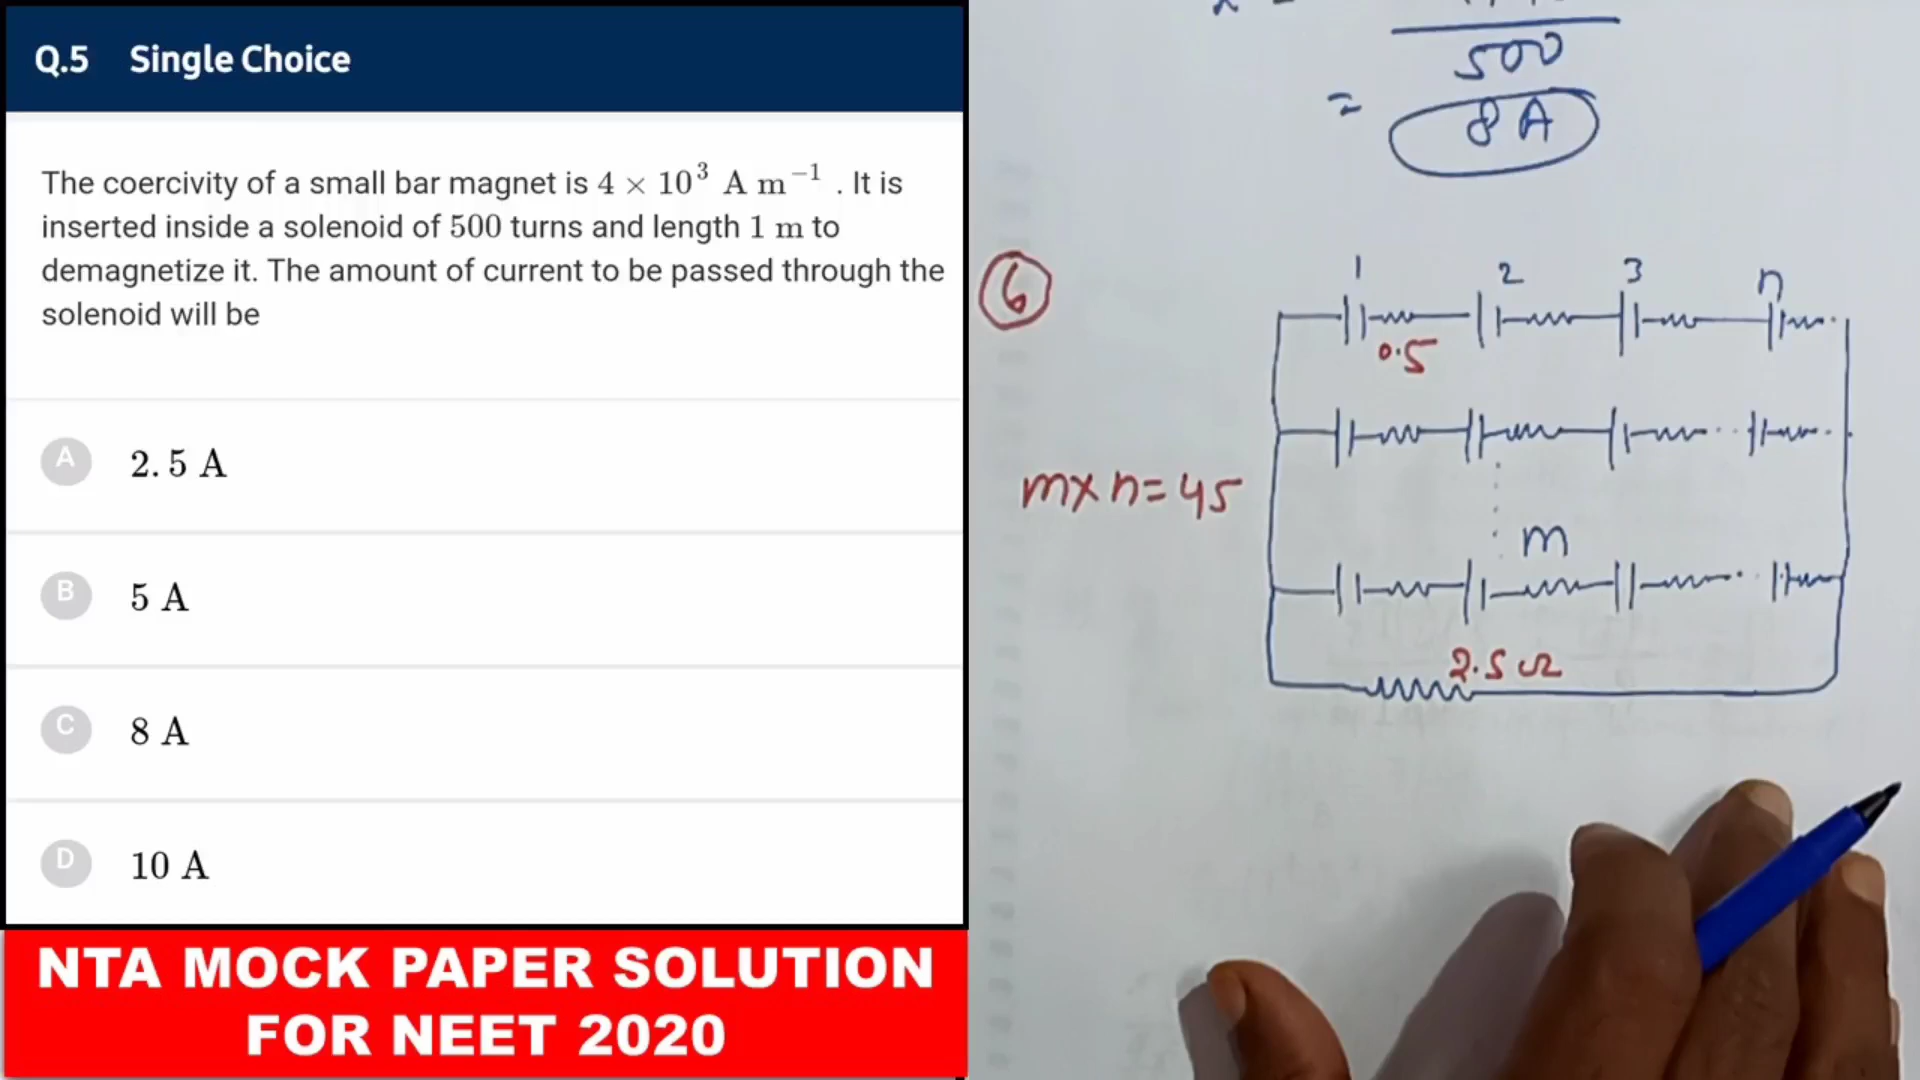 Q.5 Single Choice
The coercivity of a small bar magnet is 4 × 10³ A m⁻¹ . It is
inserted inside a solenoid of 500 turns and length 1 m to
demagnetize it. The amount of current to be passed through the
solenoid will be
A 2.5 A
B 5 A
C 8 A
D 10 A
NTA MOCK PAPER SOLUTION
FOR NEET 2020
500
= 8 A
6
1 2 3 n
0.5
m x n = 45
m
2.5 Ω